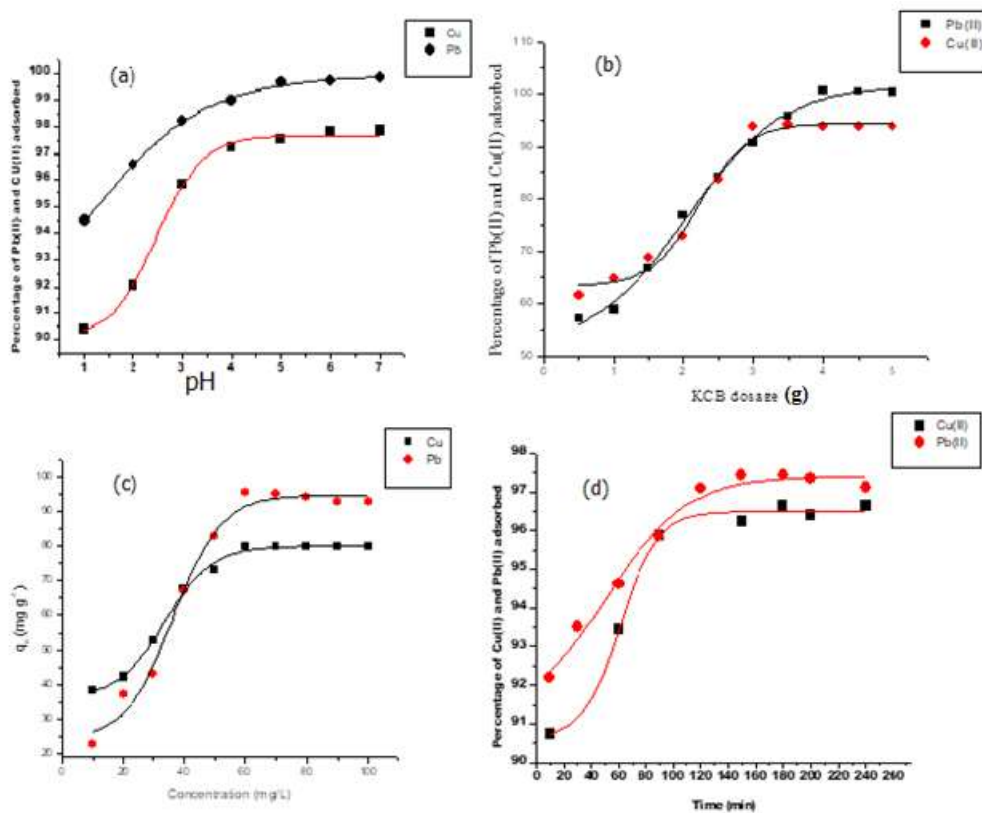 Cu
Pb
(a)
Percentage of Pb(II) and CU(II) adsorbed
100
99
98
97
96
95
94
93
92
91
90
1 2 3 4 5 6 7
pH
Pb(II)
Cu(II)
(b)
Percentage of Pb(II) and Cu(II) adsorbed
110
100
90
80
70
60
50
0 1 2 3 4 5
KCB dosage (g)
Cu
Pb
(c)
qe (mg g-1)
100
90
80
70
60
50
40
30
20
0 20 40 60 80 100
Concentration (mg/L)
Cu(II)
Pb(II)
(d)
Percentage of Cu(II) and Pb(II) adsorbed
98
97
96
95
94
93
92
91
90
0 20 40 60 80 100 120 140 160 180 200 220 240 260
Time (min)